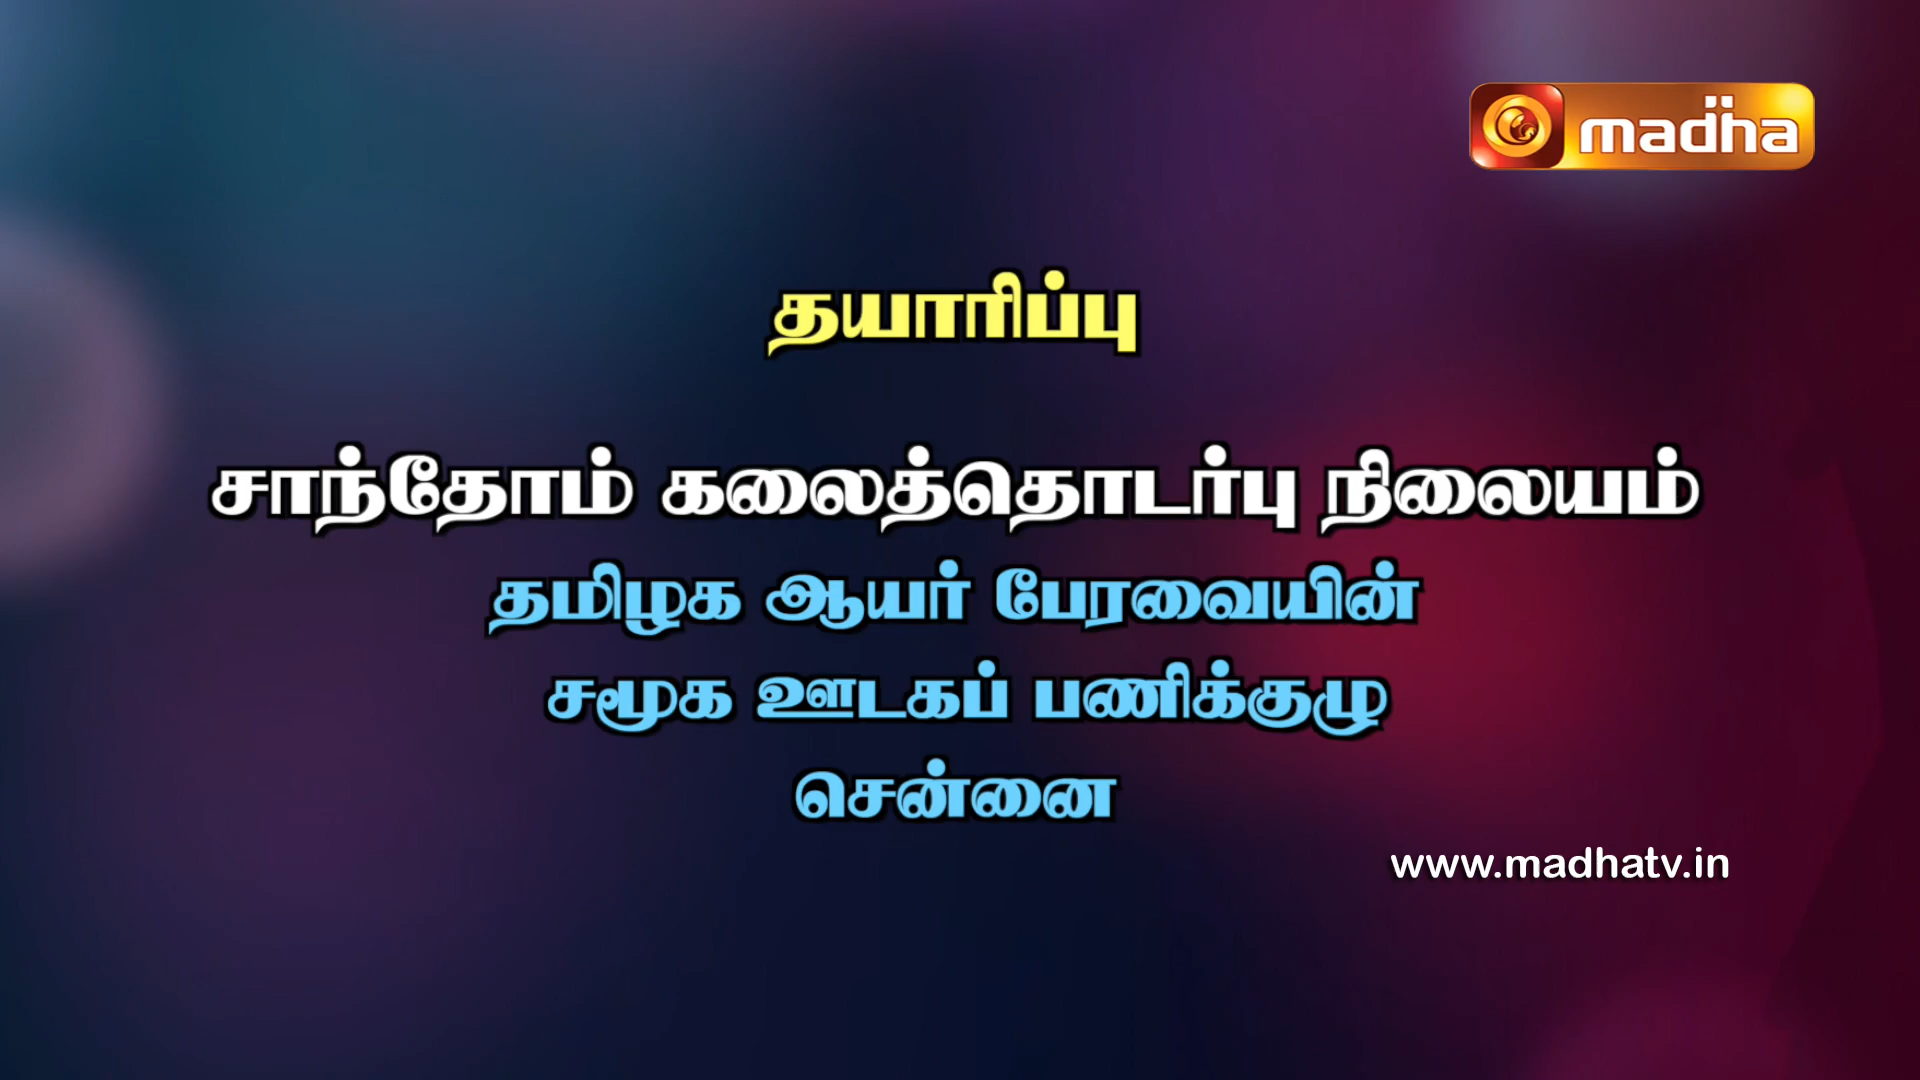 madha
தயாரிப்பு
சாந்தோம் கலைத்தொடர்பு நிலையம்
தமிழக ஆயர் பேரவையின்
சமூக ஊடகப் பணிக்குழு
சென்னை
www.madhatv.in